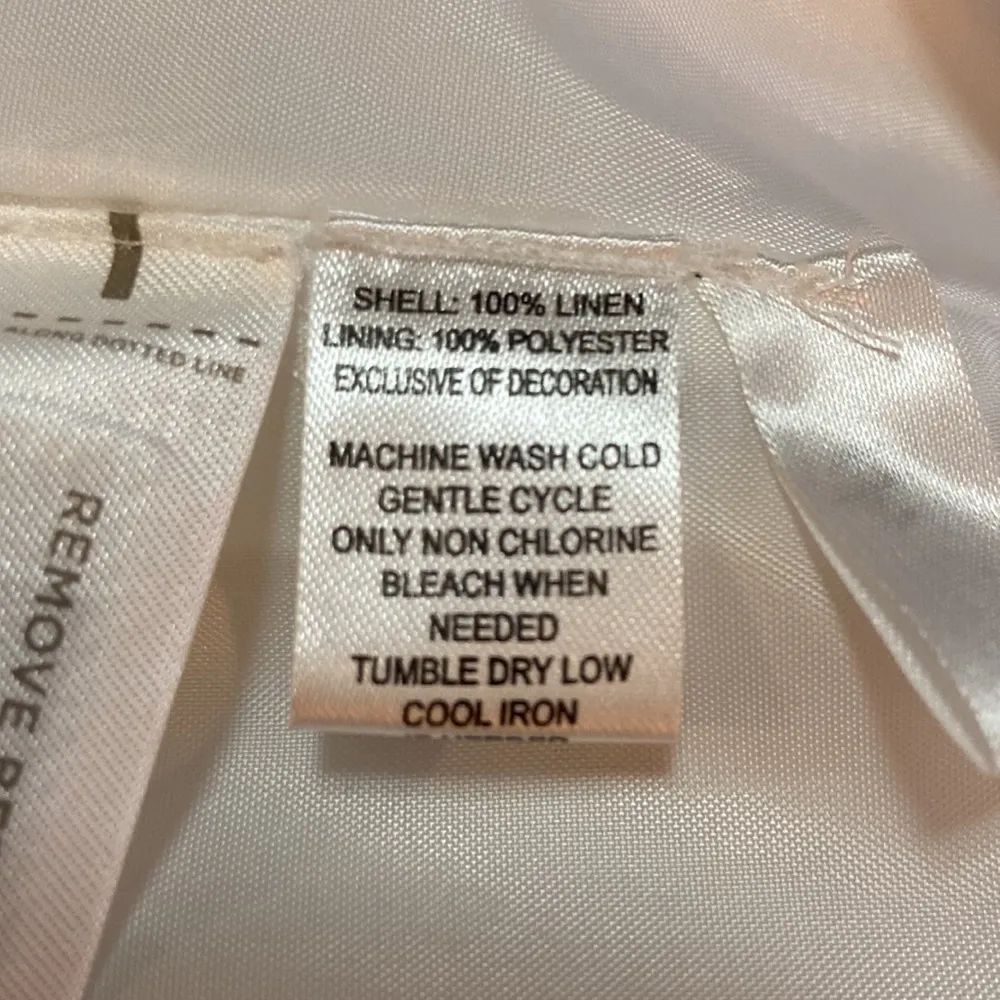 ALONG DOTTED LINE
REMOVE
SHELL: 100% LINEN
LINING: 100% POLYESTER
EXCLUSIVE OF DECORATION
MACHINE WASH COLD
GENTLE CYCLE
ONLY NON CHLORINE
BLEACH WHEN
NEEDED
TUMBLE DRY LOW
COOL IRON